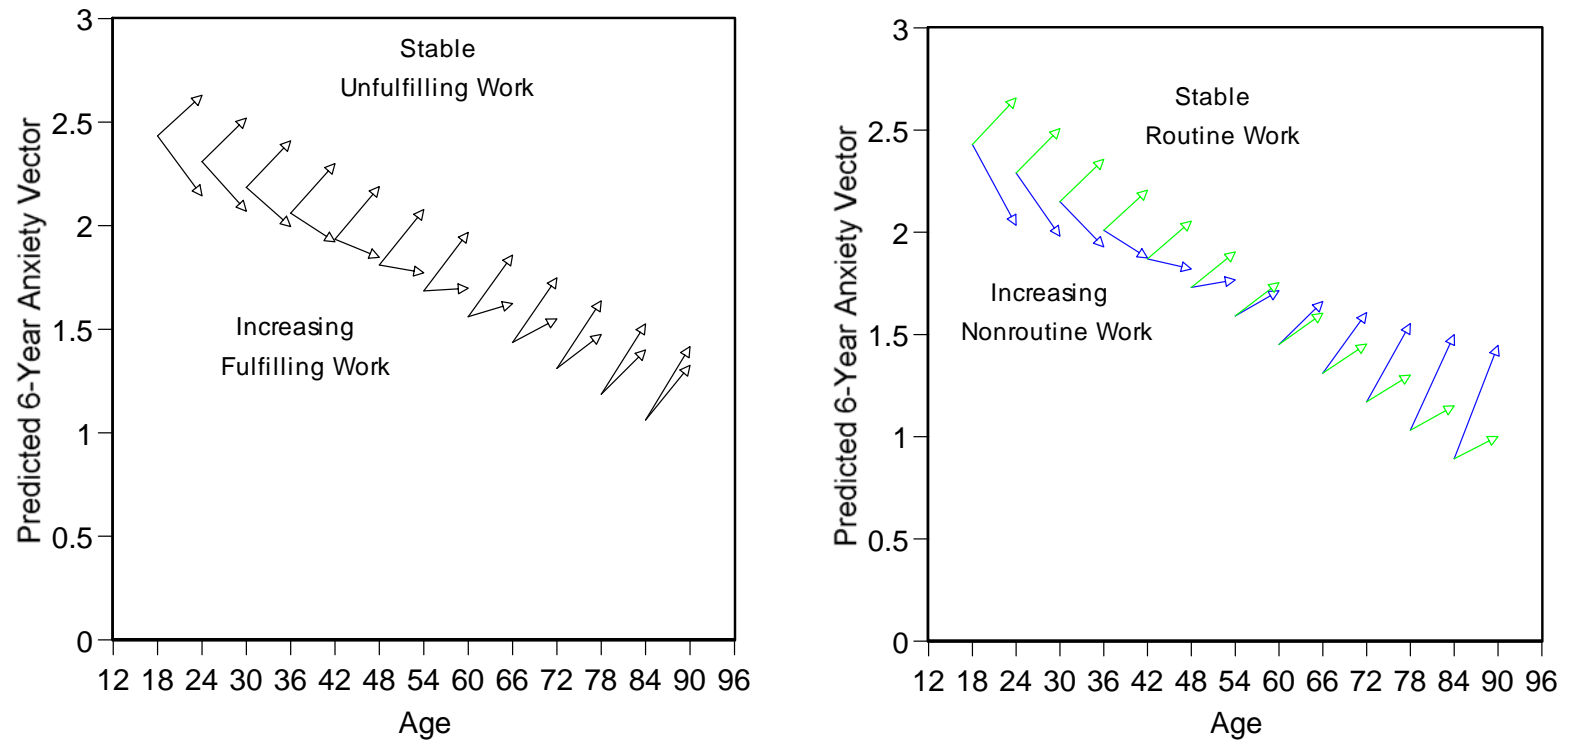 3
2.5
2
1.5
1
0.5
0
Predicted 6-Year Anxiety Vector
Stable
Unfulfilling Work
Increasing
Fulfilling Work
12 18 24 30 36 42 48 54 60 66 72 78 84 90 96
Age
3
2.5
2
1.5
1
0.5
0
Predicted 6-Year Anxiety Vector
Stable
Routine Work
Increasing
Nonroutine Work
12 18 24 30 36 42 48 54 60 66 72 78 84 90 96
Age